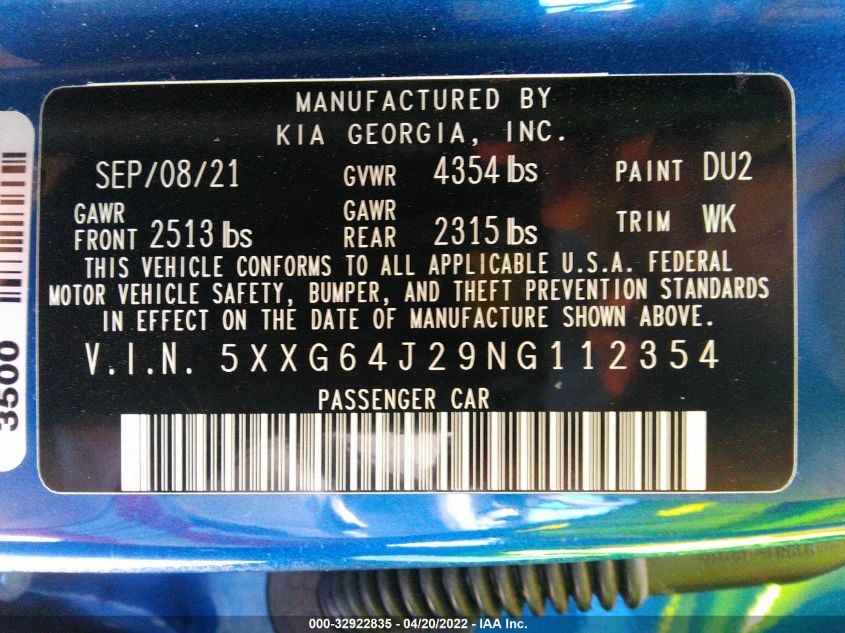 MANUFACTURED BY
KIA GEORGIA, INC.
SEP/08/21 GVWR 4354 lbs PAINT DU2
GAWR FRONT 2513 lbs GAWR REAR 2315 lbs TRIM WK
THIS VEHICLE CONFORMS TO ALL APPLICABLE U.S.A. FEDERAL
MOTOR VEHICLE SAFETY, BUMPER, AND THEFT PREVENTION STANDARDS
IN EFFECT ON THE DATE OF MANUFACTURE SHOWN ABOVE.
V.I.N. 5XXG64J29NG112354
PASSENGER CAR
3500
000-32922835 - 04/20/2022 - IAA Inc.